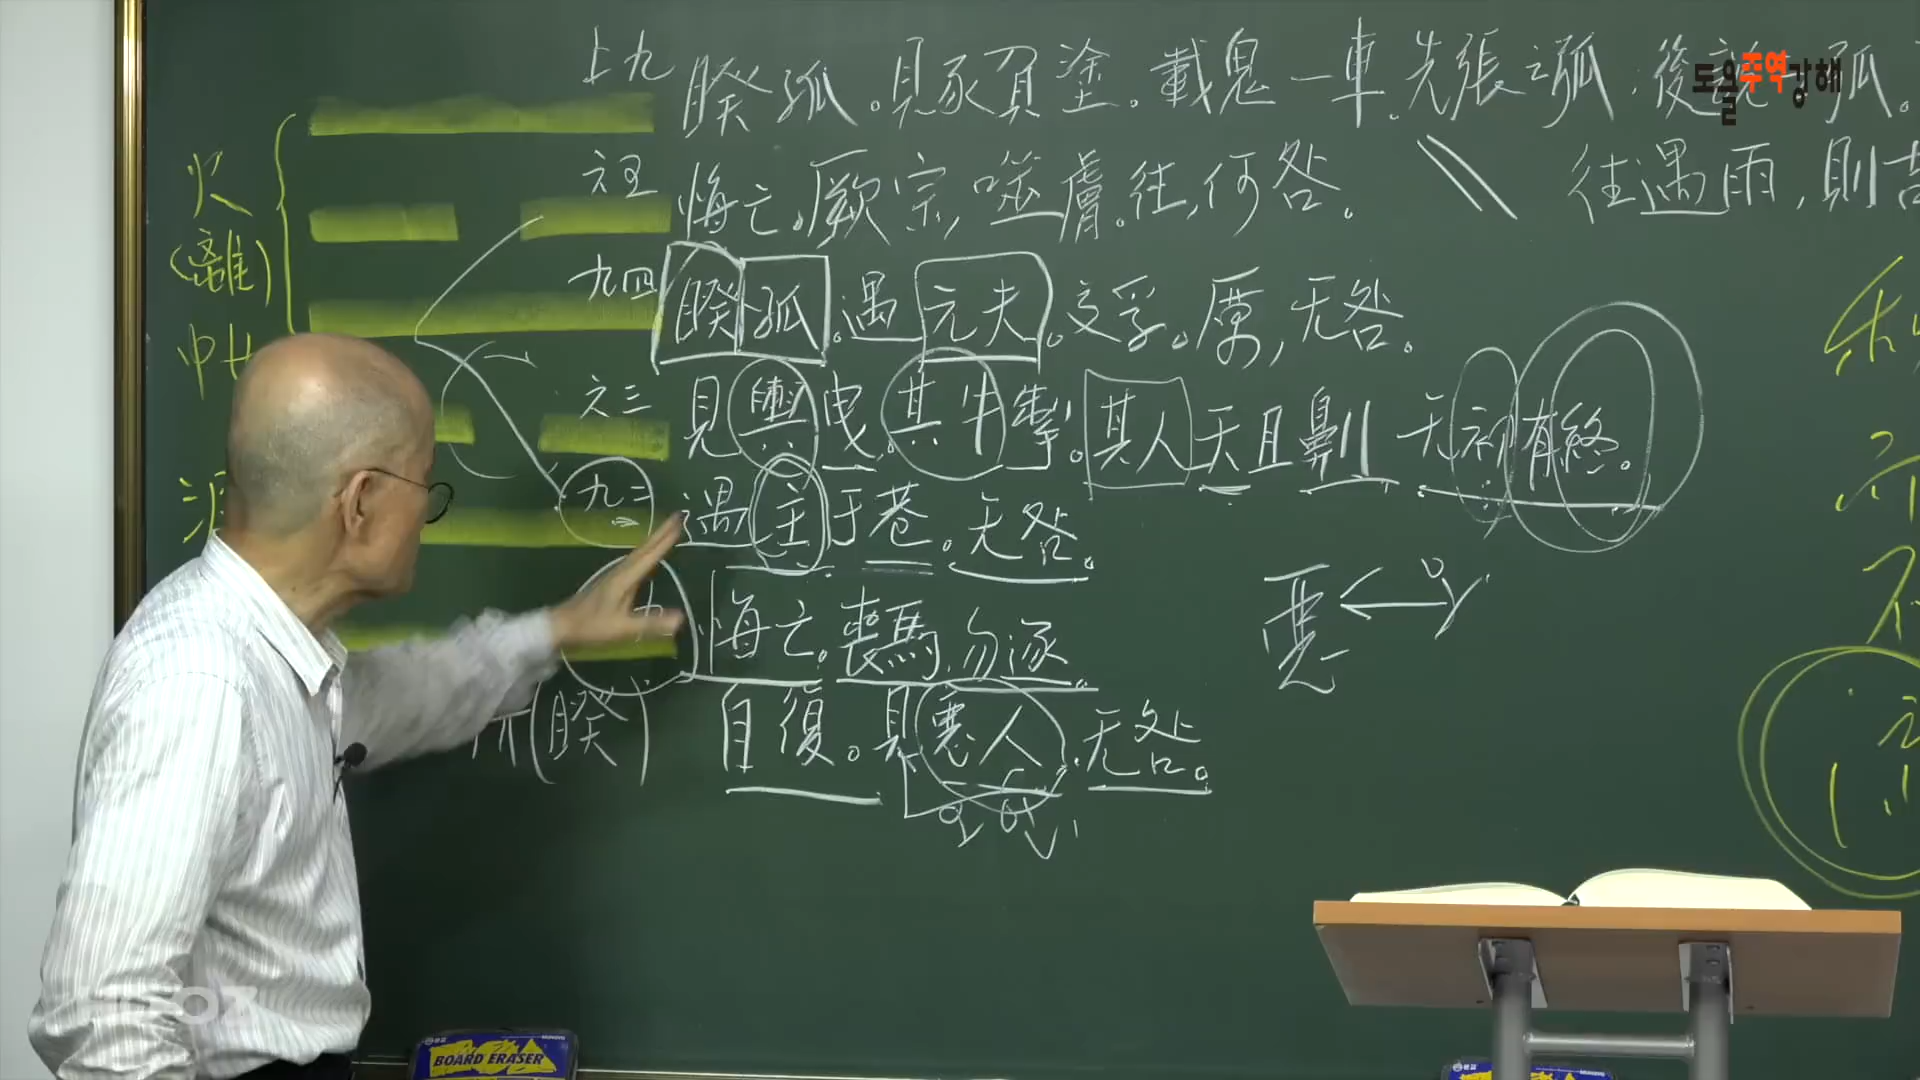 上九 睽孤。見豕負塗。載鬼一車。先張之弧,後說之弧。
往遇雨,則吉
六五 悔亡。厥宗,噬膚。往,何咎。
九四 睽孤。遇元夫。交孚。厲,无咎。
六三 見輿曳,其牛掣。其人天且劓 无初有終。
九二 遇主于巷。无咎。
九 悔亡。喪馬,勿逐
自復。見惡人,无咎。
火
(離)
中女
(睽)
惡
도올주역강해
BOARD ERASER
BOARD ERASER